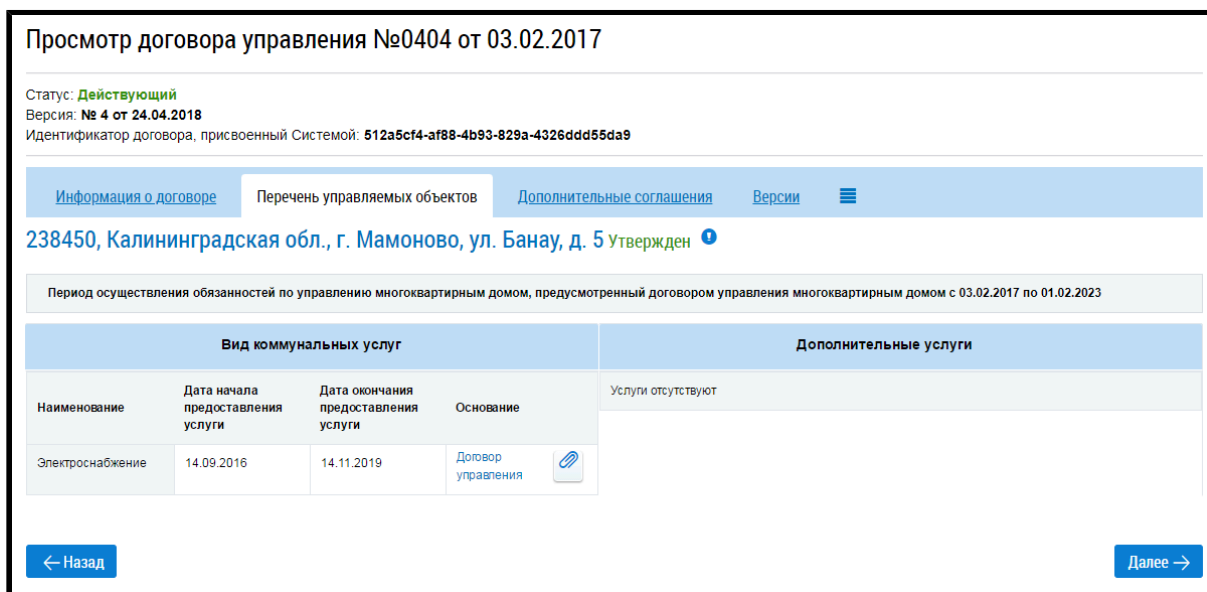 Просмотр договора управления №0404 от 03.02.2017
Статус: Действующий
Версия: № 4 от 24.04.2018
Идентификатор договора, присвоенный Системой: 512a5cf4-af88-4b93-829a-4326ddd55da9
Информация о договоре Перечень управляемых объектов Дополнительные соглашения Версии
238450, Калининградская обл., г. Мамоново, ул. Банау, д. 5 Утвержден
Период осуществления обязанностей по управлению многоквартирным домом, предусмотренный договором управления многоквартирным домом с 03.02.2017 по 01.02.2023
Вид коммунальных услуг Дополнительные услуги
Наименование
Дата начала
предоставления
услуги
Дата окончания
предоставления
услуги
Основание
Услуги отсутствуют
Электроснабжение 14.09.2016 14.11.2019 Договор
управления
Назад Далее